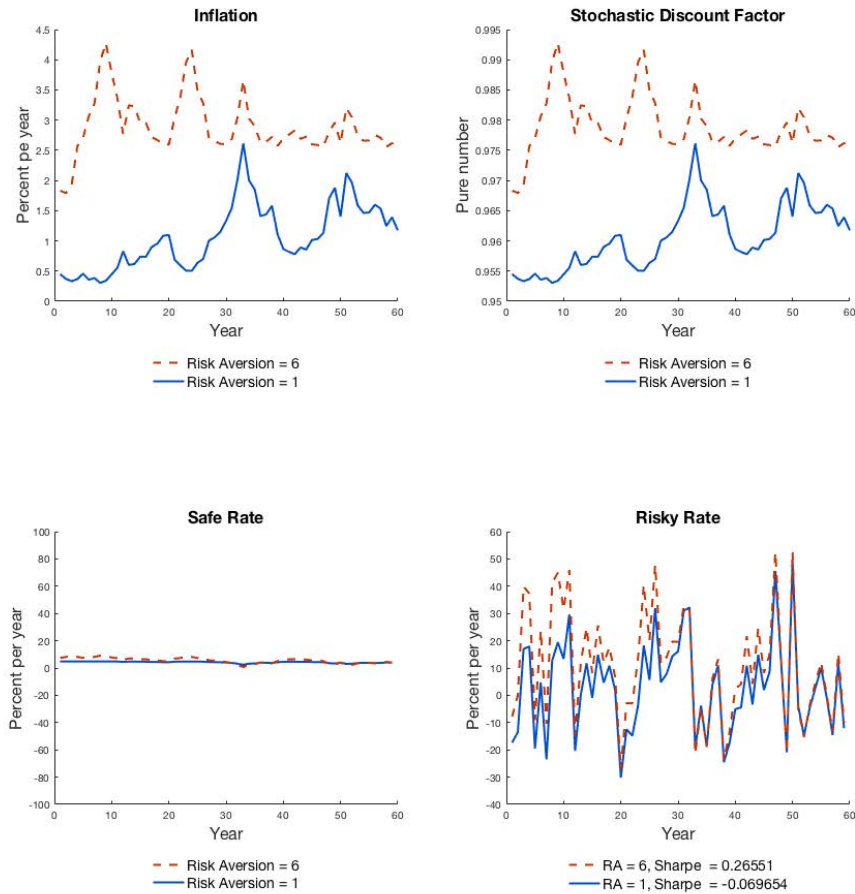 Inflation
4.5
4
3.5
3
2.5
2
1.5
1
0.5
0
Percent pe year
0 10 20 30 40 50 60
Year
Risk Aversion = 6
Risk Aversion = 1
Stochastic Discount Factor
0.995
0.99
0.985
0.98
0.975
0.97
0.965
0.96
0.955
0.95
Pure number
0 10 20 30 40 50 60
Year
Risk Aversion = 6
Risk Aversion = 1
Safe Rate
100
80
60
40
20
0
-20
-40
-60
-80
-100
Percent per year
0 10 20 30 40 50 60
Year
Risk Aversion = 6
Risk Aversion = 1
Risky Rate
60
50
40
30
20
10
0
-10
-20
-30
-40
Percent per year
0 10 20 30 40 50 60
Year
RA = 6, Sharpe = 0.26551
RA = 1, Sharpe = -0.069654